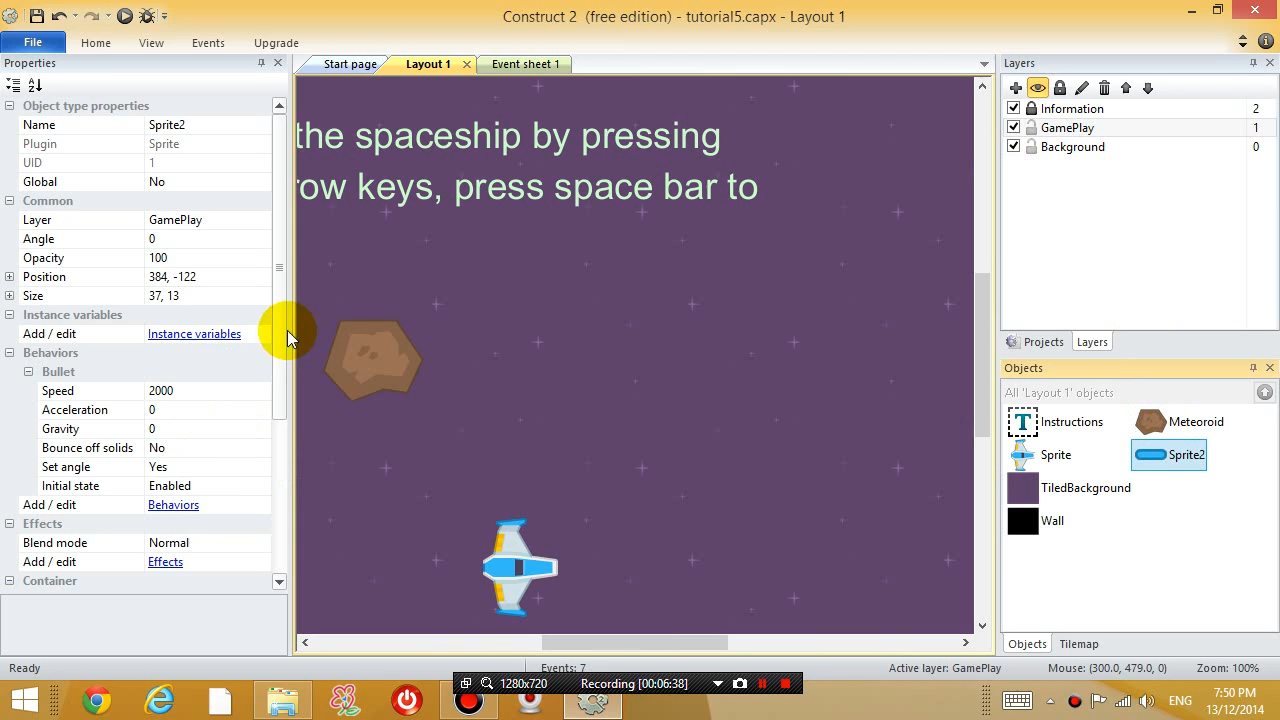 Construct 2 (free edition) - tutorial5.capx - Layout 1
File Home View Events Upgrade
Properties
Object type properties
Name Sprite2
Plugin Sprite
UID 1
Global No
Common
Layer GamePlay
Angle 0
Opacity 100
Position 384, -122
Size 37, 13
Instance variables
Add / edit Instance variables
Behaviors
Bullet
Speed 2000
Acceleration 0
Gravity 0
Bounce off solids No
Set angle Yes
Initial state Enabled
Add / edit Behaviors
Effects
Blend mode Normal
Add / edit Effects
Container
Start page Layout 1 Event sheet 1
the spaceship by pressing
row keys, press space bar to
Layers
Information 2
GamePlay 1
Background 0
Projects Layers
Objects
All 'Layout 1' objects
T Instructions Meteoroid
Sprite Sprite2
TiledBackground
Wall
Objects Tilemap
Ready Events: 7 Active layer: GamePlay Mouse: (300.0, 479.0, 0) Zoom: 100%
1280x720 Recording [00:06:38]
ENG 7:50 PM
13/12/2014